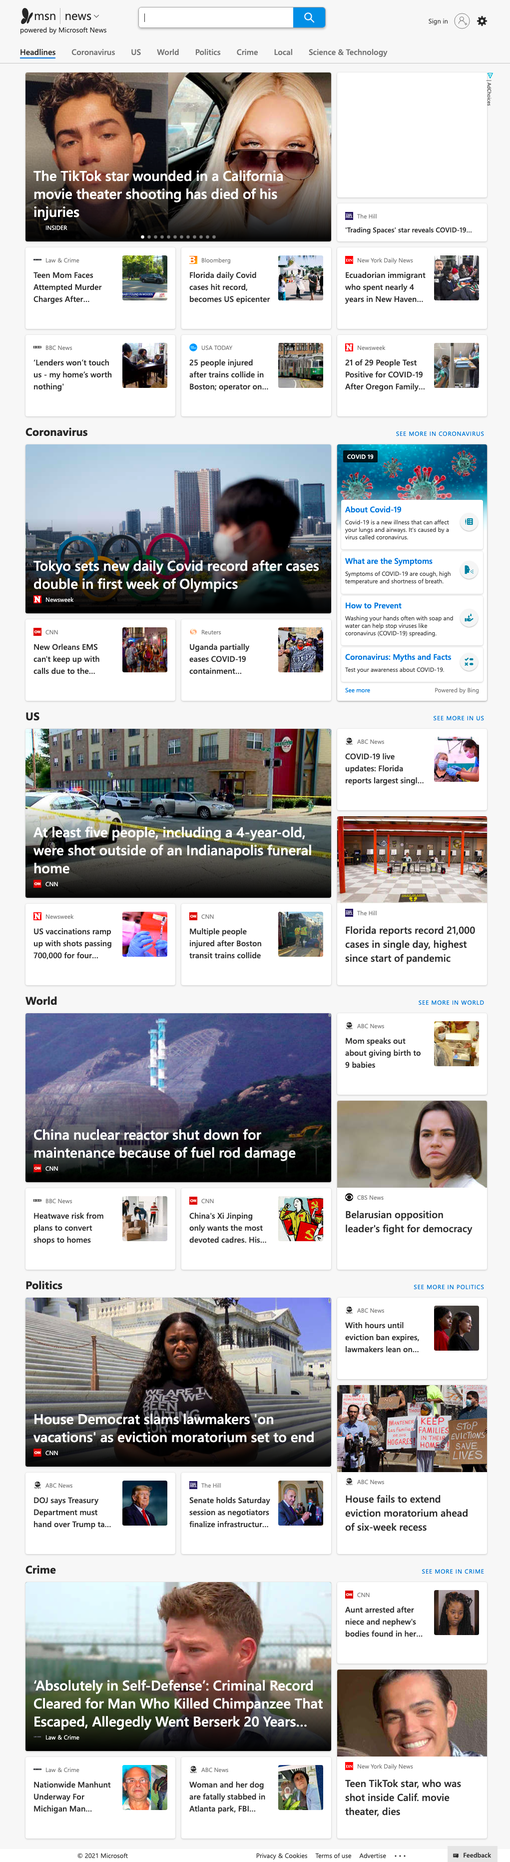 msn | news
powered by Microsoft News
Sign in
Headlines Coronavirus US World Politics Crime Local Science & Technology
The TikTok star wounded in a California
movie theater shooting has died of his
injuries
INSIDER
AdChoices
The Hill
'Trading Spaces' star reveals COVID-19...
Law & Crime
Teen Mom Faces
Attempted Murder
Charges After...
Bloomberg
Florida daily Covid
cases hit record,
becomes US epicenter
New York Daily News
Ecuadorian immigrant
who spent nearly 4
years in New Haven...
BBC News
'Lenders won't touch
us - my home's worth
nothing'
USA TODAY
25 people injured
after trains collide in
Boston; operator on...
Newsweek
21 of 29 People Test
Positive for COVID-19
After Oregon Family...
Coronavirus
SEE MORE IN CORONAVIRUS
Tokyo sets new daily Covid record after cases
double in first week of Olympics
Newsweek
COVID 19
About Covid-19
Covid-19 is a new illness that can affect
your lungs and airways. It's caused by a
virus called coronavirus.
What are the Symptoms
Symptoms of COVID-19 are cough, high
temperature and shortness of breath.
How to Prevent
Washing your hands often with soap and
water can help stop viruses like
coronavirus (COVID-19) spreading.
Coronavirus: Myths and Facts
Test your awareness about COVID-19.
See more
Powered by Bing
CNN
New Orleans EMS
can't keep up with
calls due to the...
Reuters
Uganda partially
eases COVID-19
containment...
US
SEE MORE IN US
At least five people, including a 4-year-old,
were shot outside of an Indianapolis funeral
home
CNN
ABC News
COVID-19 live
updates: Florida
reports largest singl...
The Hill
Florida reports record 21,000
cases in single day, highest
since start of pandemic
Newsweek
US vaccinations ramp
up with shots passing
700,000 for four...
CNN
Multiple people
injured after Boston
transit trains collide
World
SEE MORE IN WORLD
China nuclear reactor shut down for
maintenance because of fuel rod damage
CNN
ABC News
Mom speaks out
about giving birth to
9 babies
CBS News
Belarusian opposition
leader's fight for democracy
BBC News
Heatwave risk from
plans to convert
shops to homes
CNN
China's Xi Jinping
only wants the most
devoted cadres. His...
Politics
SEE MORE IN POLITICS
House Democrat slams lawmakers 'on
vacations' as eviction moratorium set to end
CNN
ABC News
With hours until
eviction ban expires,
lawmakers lean on...
KEEP
FAMILIES
IN THEIR
HOMES
STOP
EVICTIONS
SAVE
LIVES
ABC News
House fails to extend
eviction moratorium ahead
of six-week recess
ABC News
DOJ says Treasury
Department must
hand over Trump ta...
The Hill
Senate holds Saturday
session as negotiators
finalize infrastructur...
Crime
SEE MORE IN CRIME
'Absolutely in Self-Defense': Criminal Record
Cleared for Man Who Killed Chimpanzee That
Escaped, Allegedly Went Berserk 20 Years...
Law & Crime
CNN
Aunt arrested after
niece and nephew's
bodies found in her...
New York Daily News
Teen TikTok star, who was
shot inside Calif. movie
theater, dies
Law & Crime
Nationwide Manhunt
Underway For
Michigan Man...
ABC News
Woman and her dog
are fatally stabbed in
Atlanta park, FBI...
© 2021 Microsoft
Privacy & Cookies Terms of use Advertise ...
Feedback